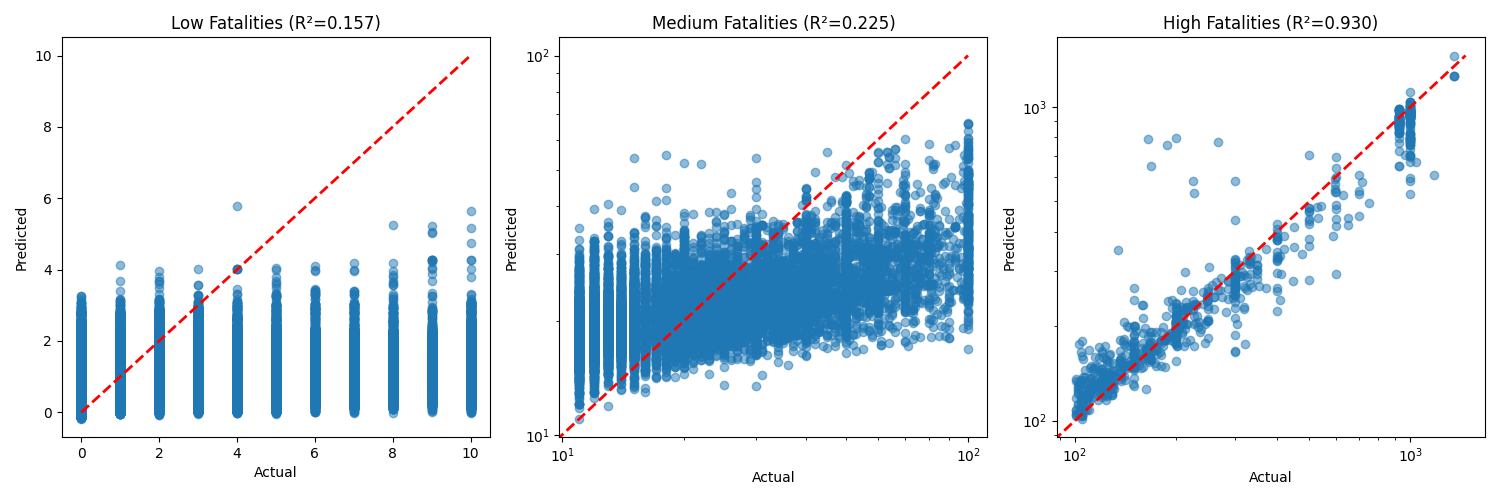 Low Fatalities (R²=0.157)
Predicted
10
8
6
4
2
0
0 2 4 6 8 10
Actual
Medium Fatalities (R²=0.225)
Predicted
10²
10¹
10¹ 10²
Actual
High Fatalities (R²=0.930)
Predicted
10³
10²
10² 10³
Actual